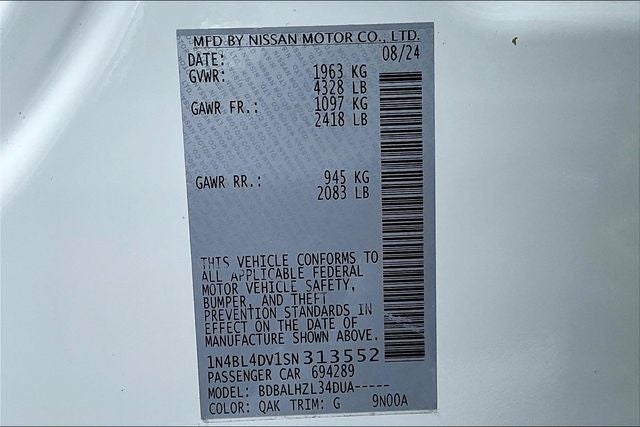 MFD BY NISSAN MOTOR CO., LTD.
DATE: 08/24
GVWR: 1963 KG
4328 LB
GAWR FR.: 1097 KG
2418 LB
GAWR RR.: 945 KG
2083 LB
THIS VEHICLE CONFORMS TO
ALL APPLICABLE FEDERAL
MOTOR VEHICLE SAFETY,
BUMPER, AND THEFT
PREVENTION STANDARDS IN
EFFECT ON THE DATE OF
MANUFACTURE SHOWN ABOVE.
1N4BL4DV1SN313552
PASSENGER CAR 694289
MODEL: BDBALHZL34DUA-----
COLOR: QAK TRIM: G 9N00A